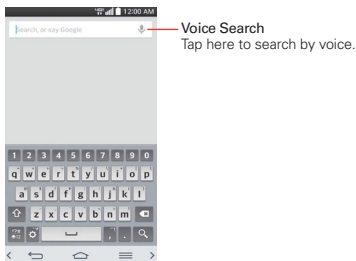 12:00 AM
Search, or say Google
Voice Search
Tap here to search by voice.
1 2 3 4 5 6 7 8 9 0
q w e r t y u i o p
a s d f g h j k l
z x c v b n m
, .